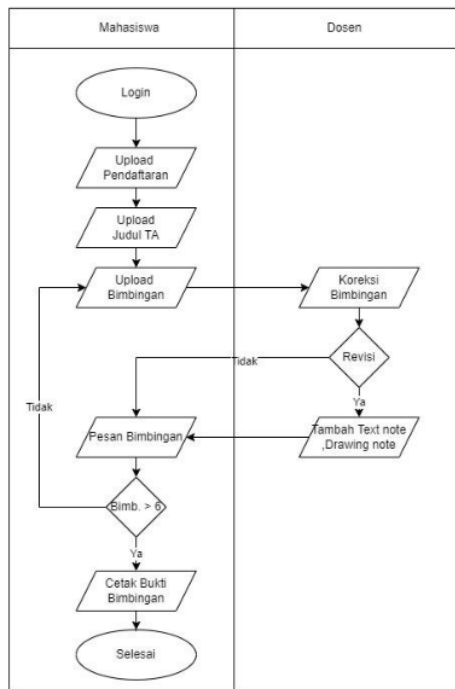 Mahasiswa
Dosen
Login
Upload
Pendaftaran
Upload
Judul TA
Upload
Bimbingan
Koreksi
Bimbingan
Revisi
Tidak
Ya
Tidak
Pesan Bimbingan
Tambah Text note
,Drawing note
Bimb. > 6
Ya
Cetak Bukti
Bimbingan
Selesai